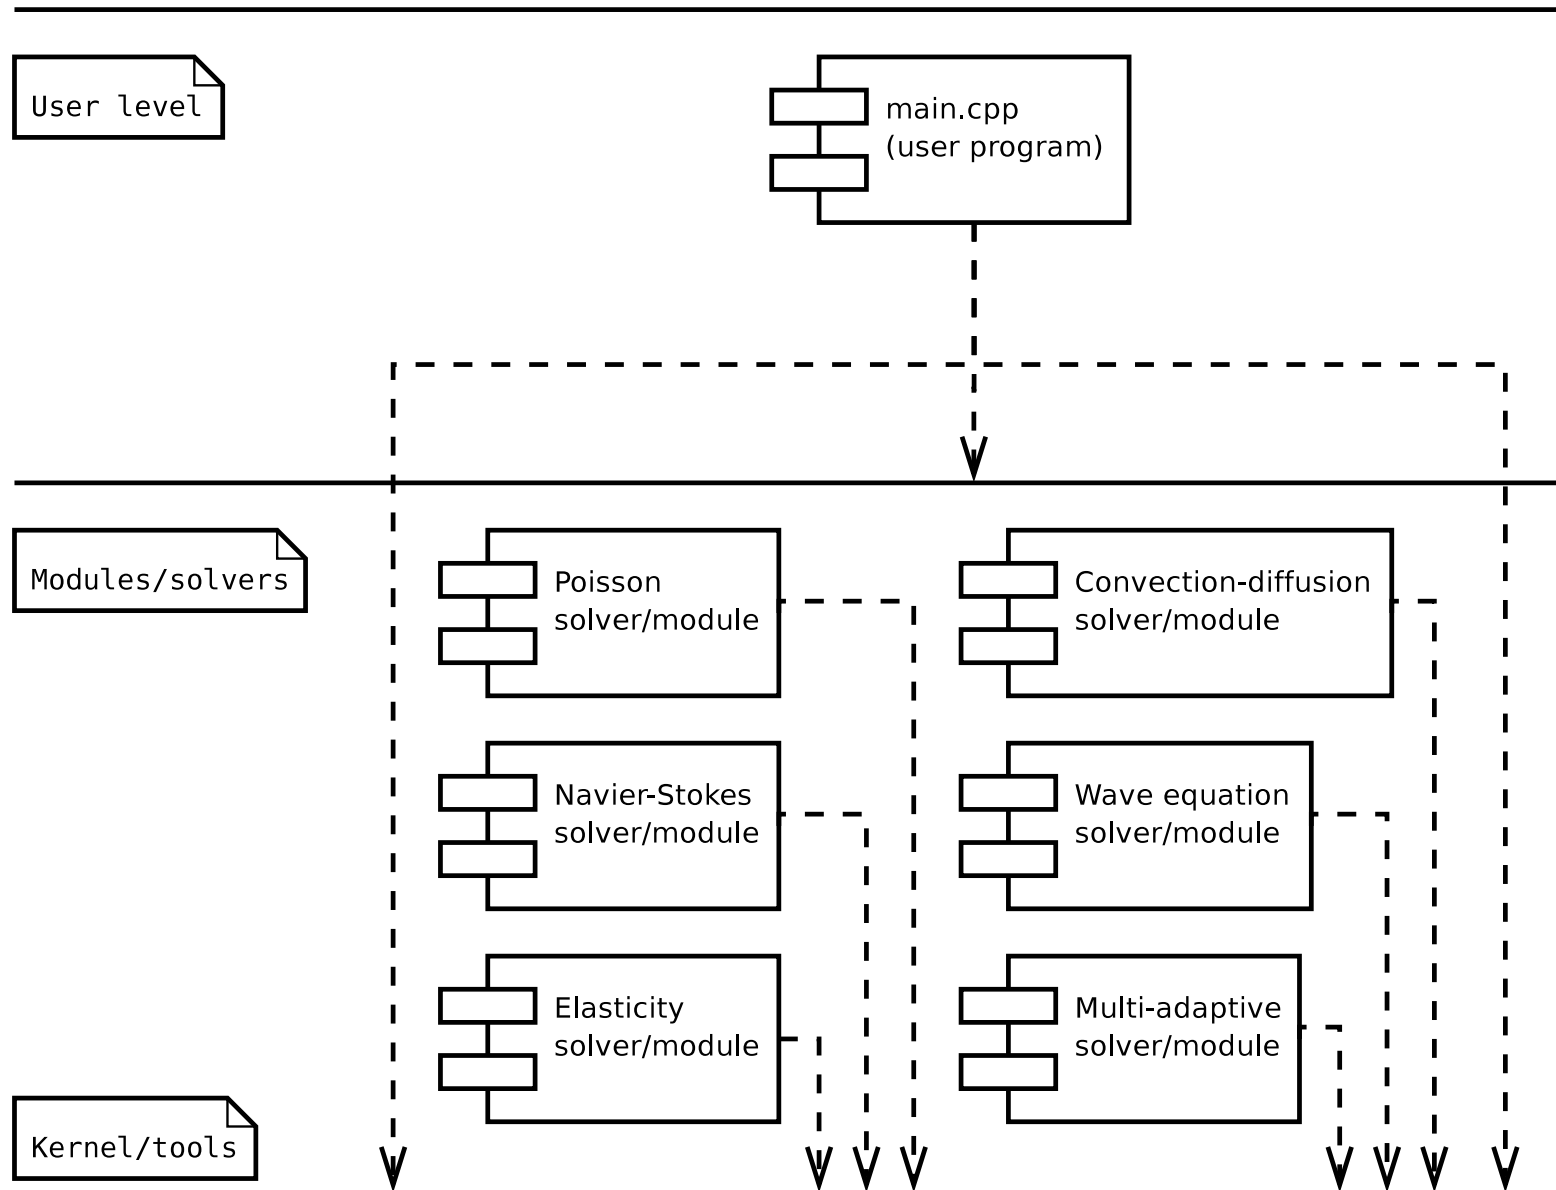 User level
main.cpp
(user program)
Modules/solvers
Poisson
solver/module
Convection-diffusion
solver/module
Navier-Stokes
solver/module
Wave equation
solver/module
Elasticity
solver/module
Multi-adaptive
solver/module
Kernel/tools